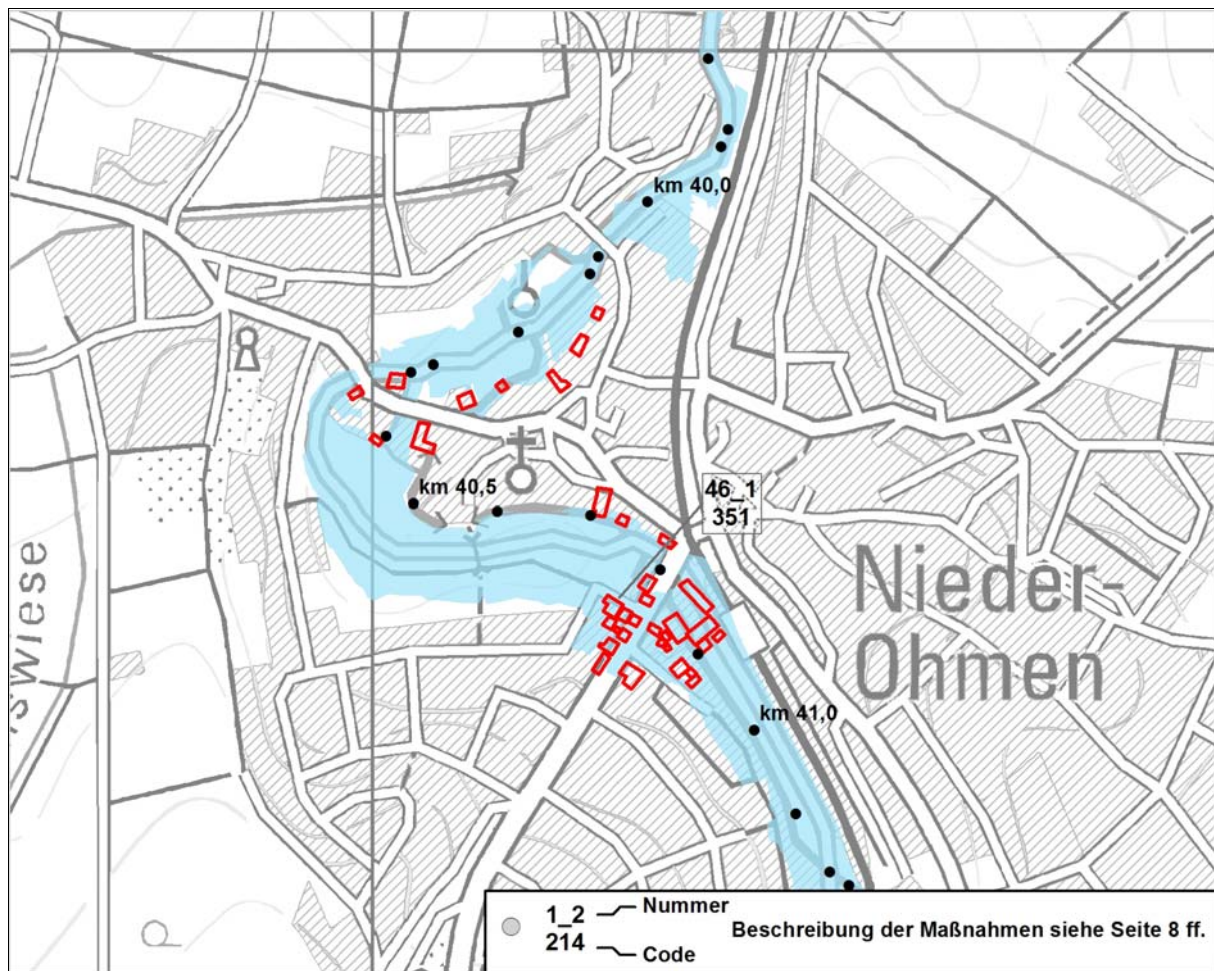 km 40,0
km 40,5
46_1
351
Nieder-
Ohmen
swiese
km 41,0
1_2 Nummer
214 Code
Beschreibung der Maßnahmen siehe Seite 8 ff.